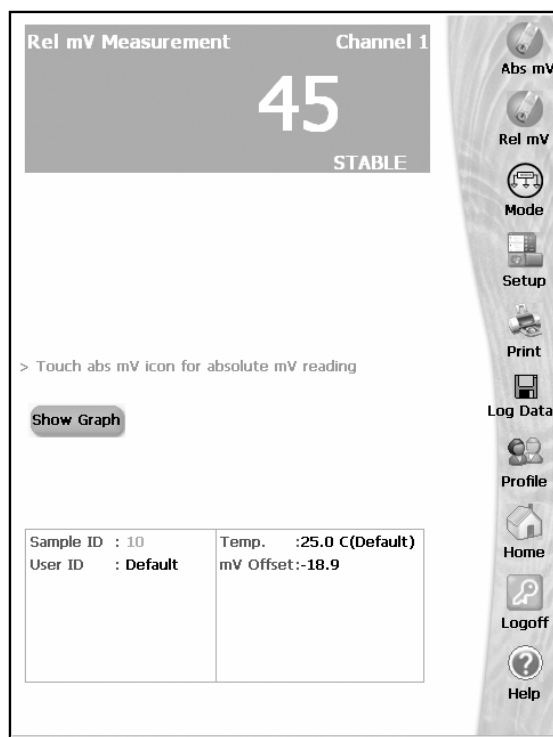 Rel mV Measurement Channel 1
45
STABLE
> Touch abs mV icon for absolute mV reading
Show Graph
Sample ID : 10
User ID : Default
Temp. :25.0 C(Default)
mV Offset:-18.9
Abs mV
Rel mV
Mode
Setup
Print
Log Data
Profile
Home
Logoff
Help